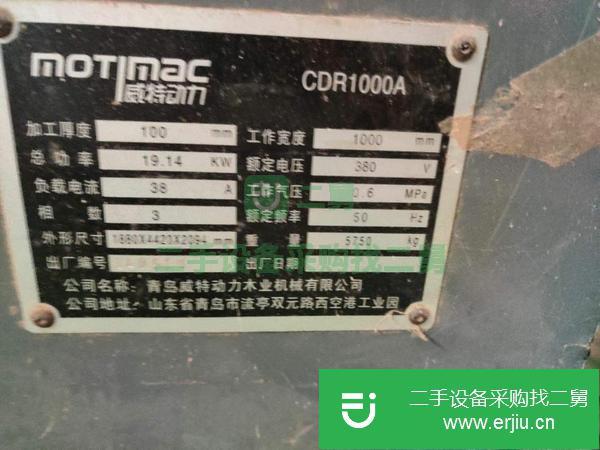 MOTIMAC
威特动力
CDR1000A
加工厚度 100 mm 工作宽度 1000 mm
总功率 19.14 KW 额定电压 380 V
负载电流 38 A 工作气压 0.6 MPa
相数 3 额定频率 50 Hz
外形尺寸 1880X4420X2094 mm 重量 5750 kg
出厂编号 出厂日期
公司名称：青岛威特动力木业机械有限公司
公司地址：山东省青岛市流亭双元路西空港工业园
二舅
二手设备采购找二舅
二手设备采购找二舅
www.erjiu.cn